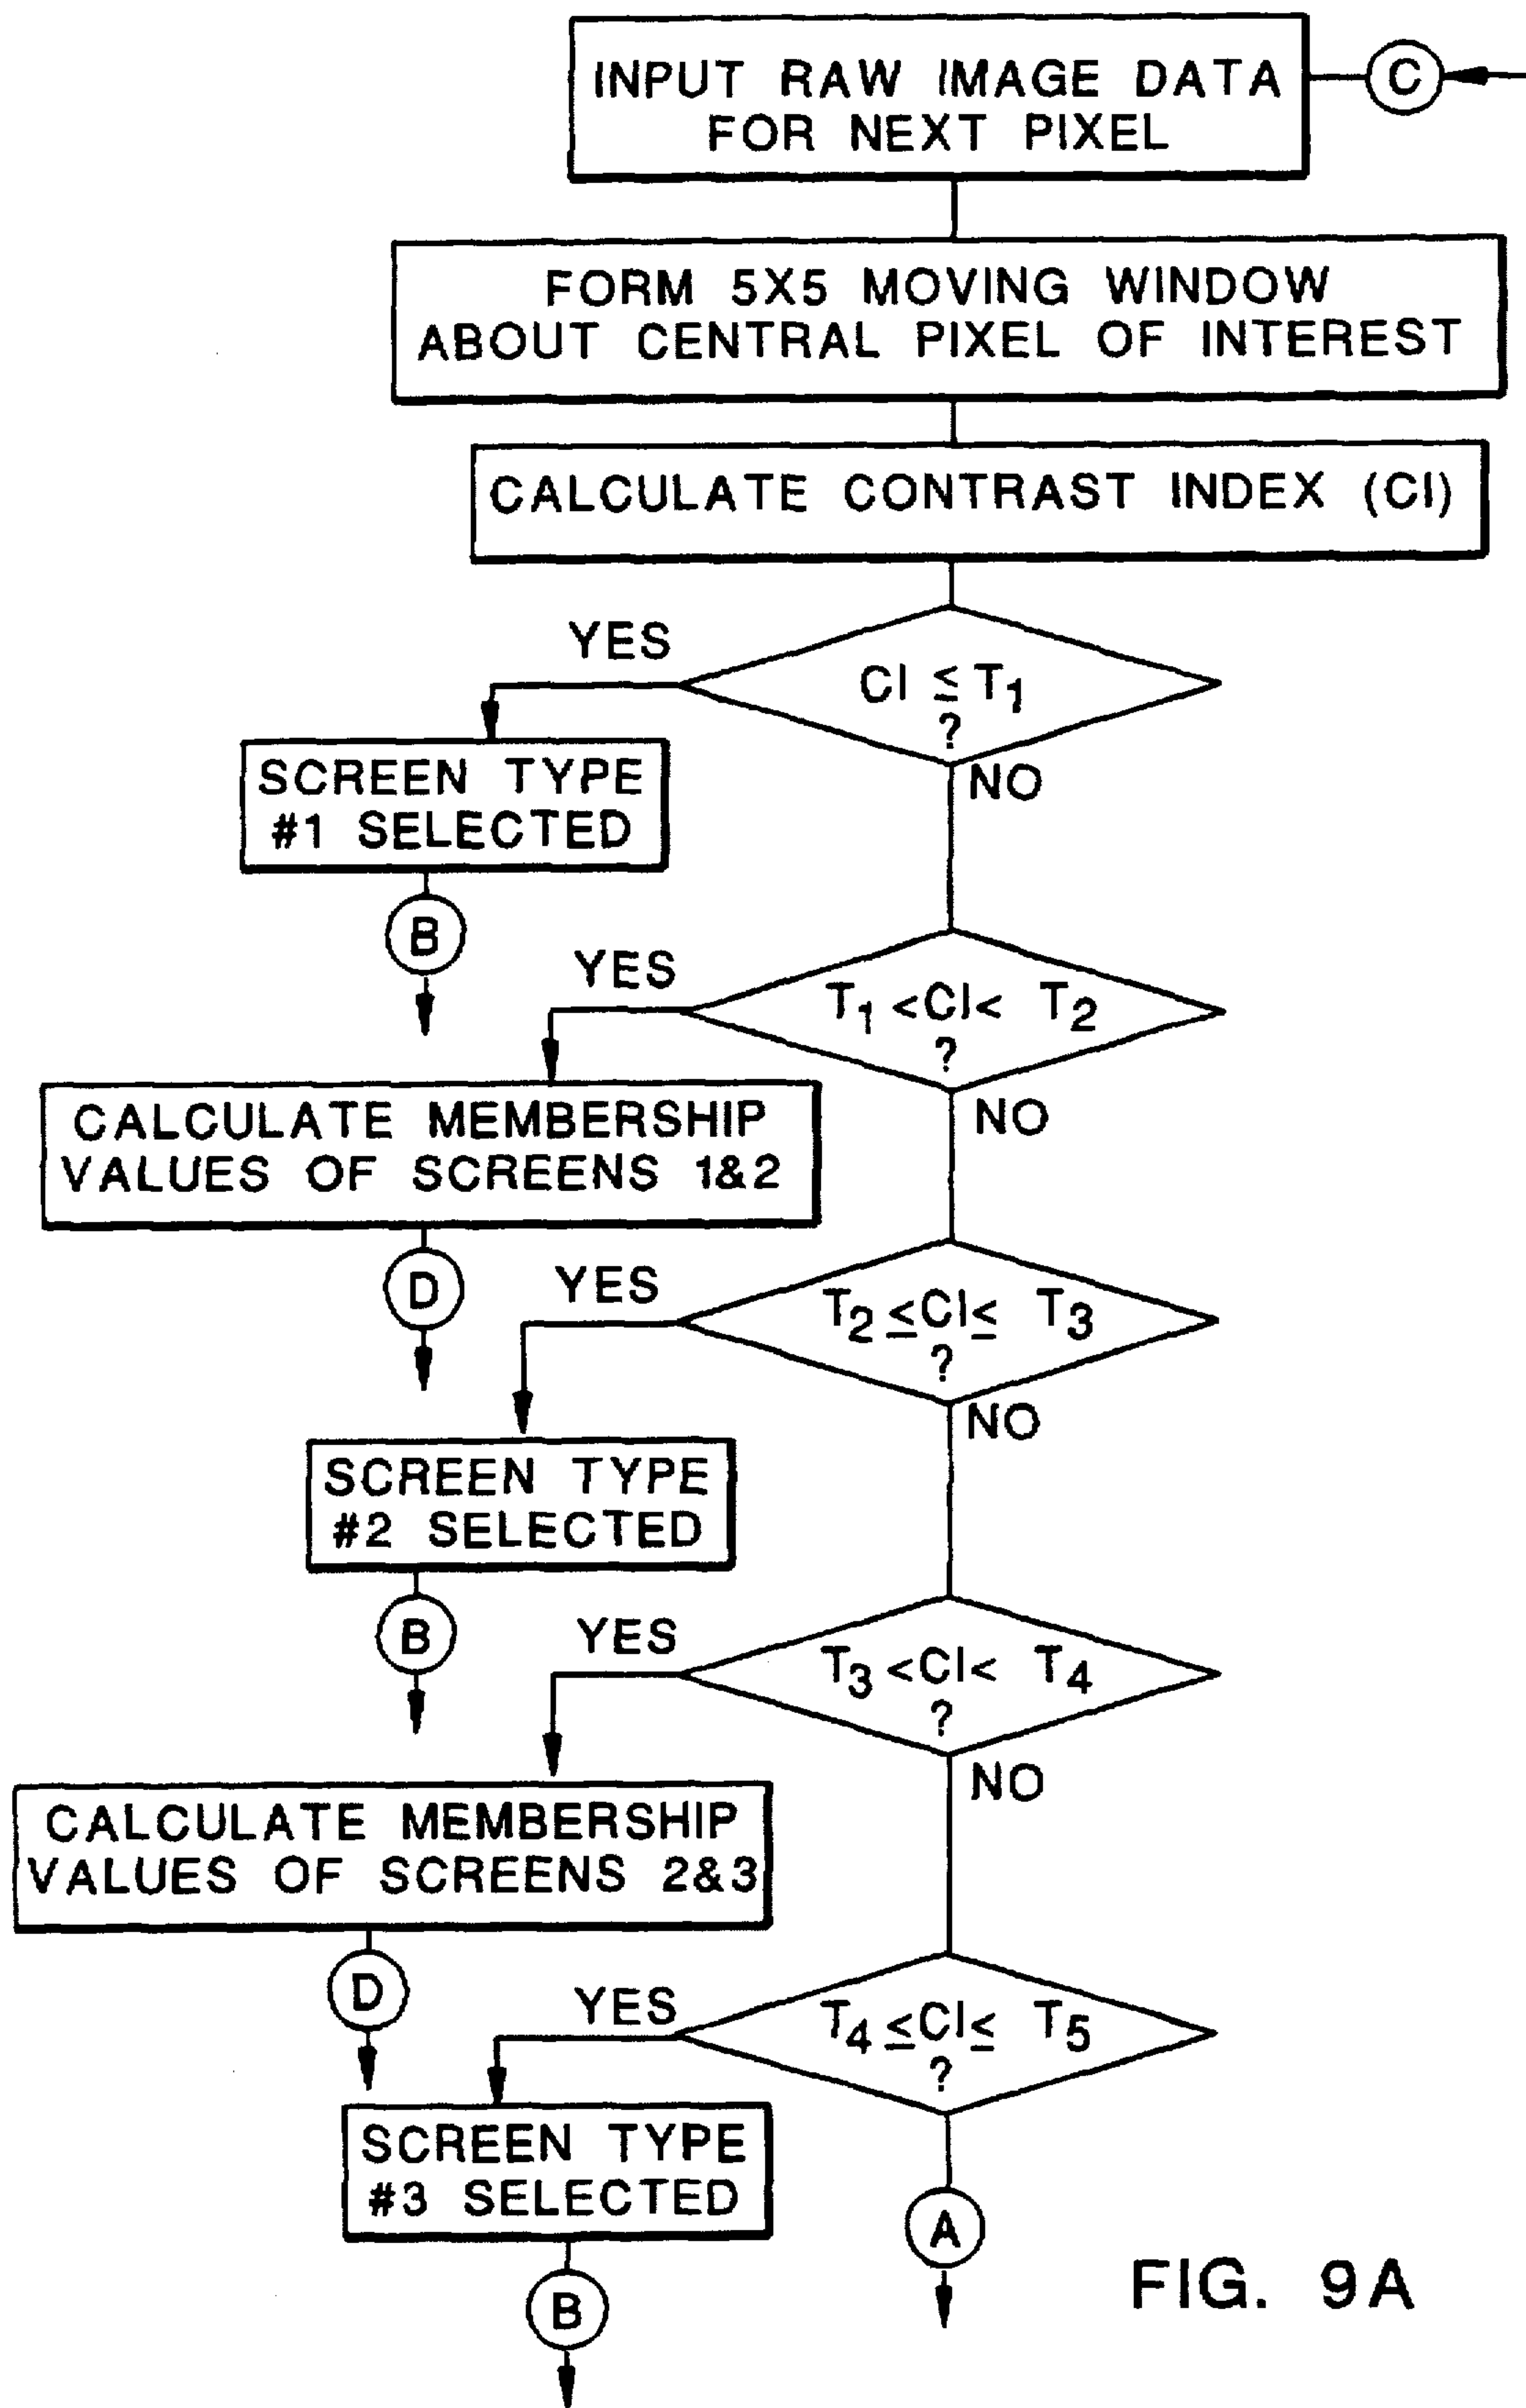 INPUT RAW IMAGE DATA
FOR NEXT PIXEL
C
FORM 5X5 MOVING WINDOW
ABOUT CENTRAL PIXEL OF INTEREST
CALCULATE CONTRAST INDEX (CI)
YES
CI ≤ T1
?
NO
SCREEN TYPE
#1 SELECTED
B
YES
T1 <CI< T2
?
NO
CALCULATE MEMBERSHIP
VALUES OF SCREENS 1&2
D
YES
T2 ≤CI≤ T3
?
NO
SCREEN TYPE
#2 SELECTED
B
YES
T3 <CI< T4
?
NO
CALCULATE MEMBERSHIP
VALUES OF SCREENS 2&3
D
YES
T4 ≤CI≤ T5
?
SCREEN TYPE
#3 SELECTED
A
B
FIG. 9A